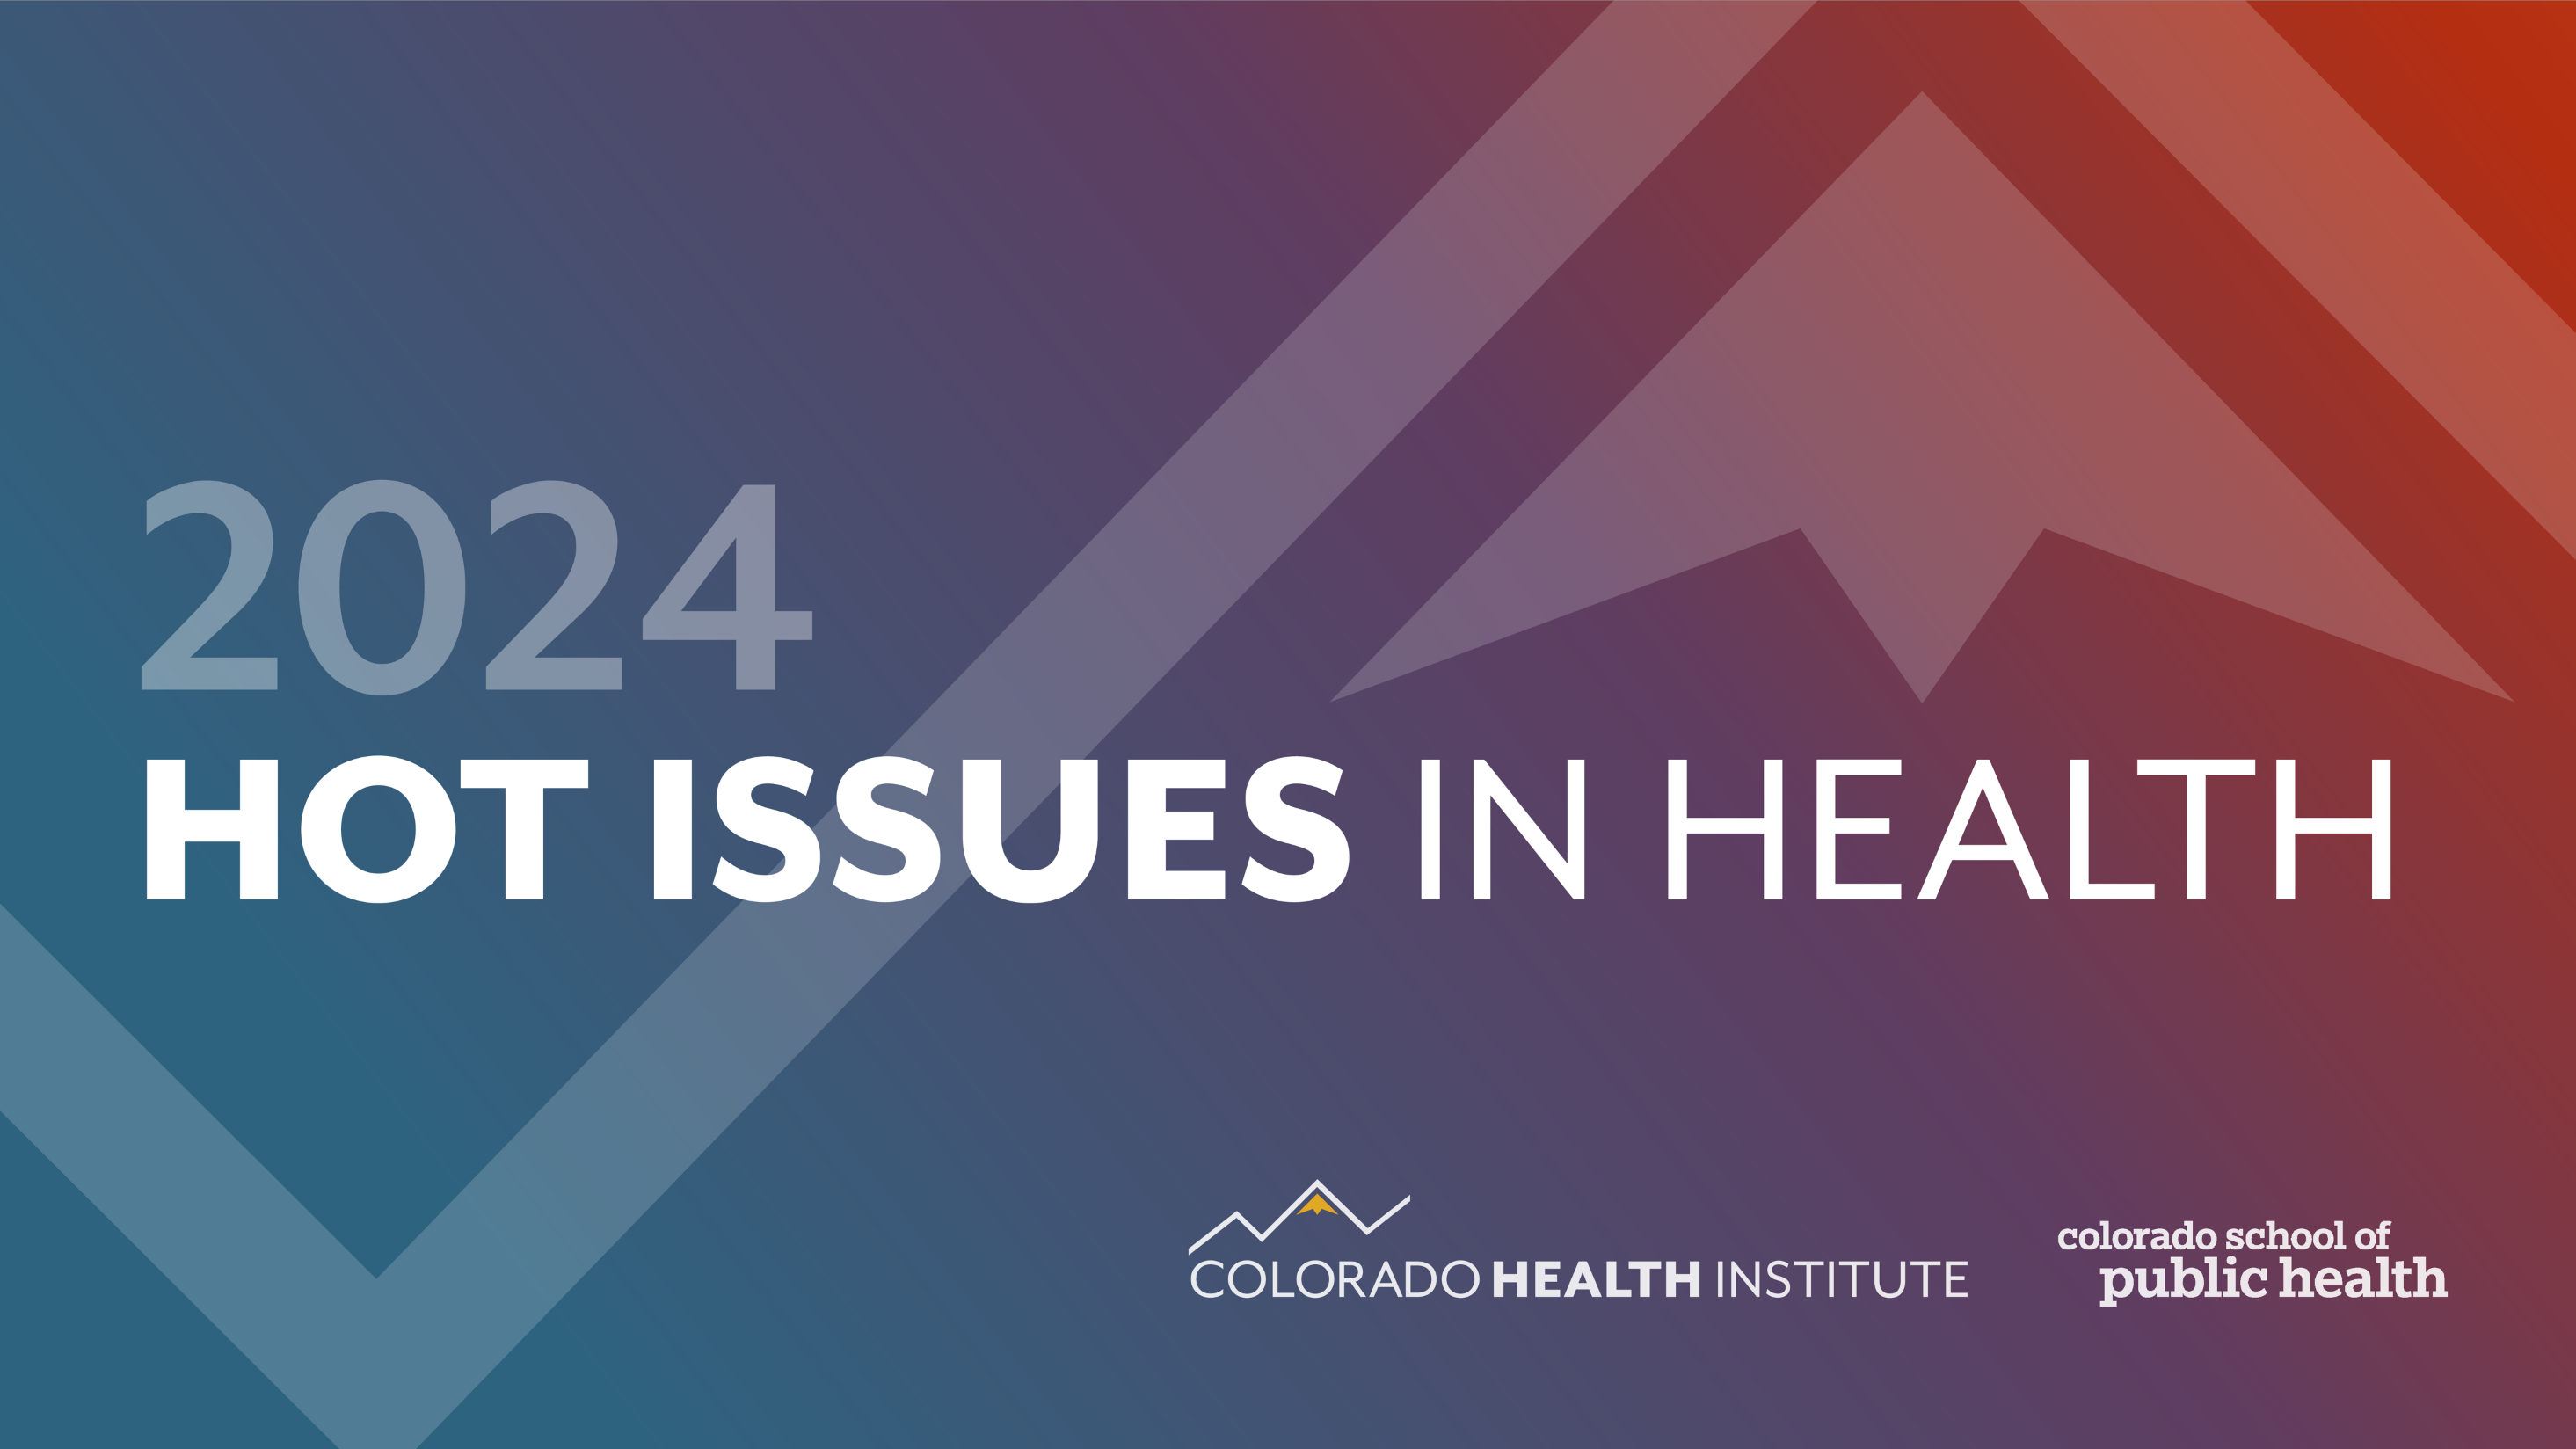 2024
HOT ISSUES IN HEALTH
COLORADO HEALTH INSTITUTE
colorado school of
public health